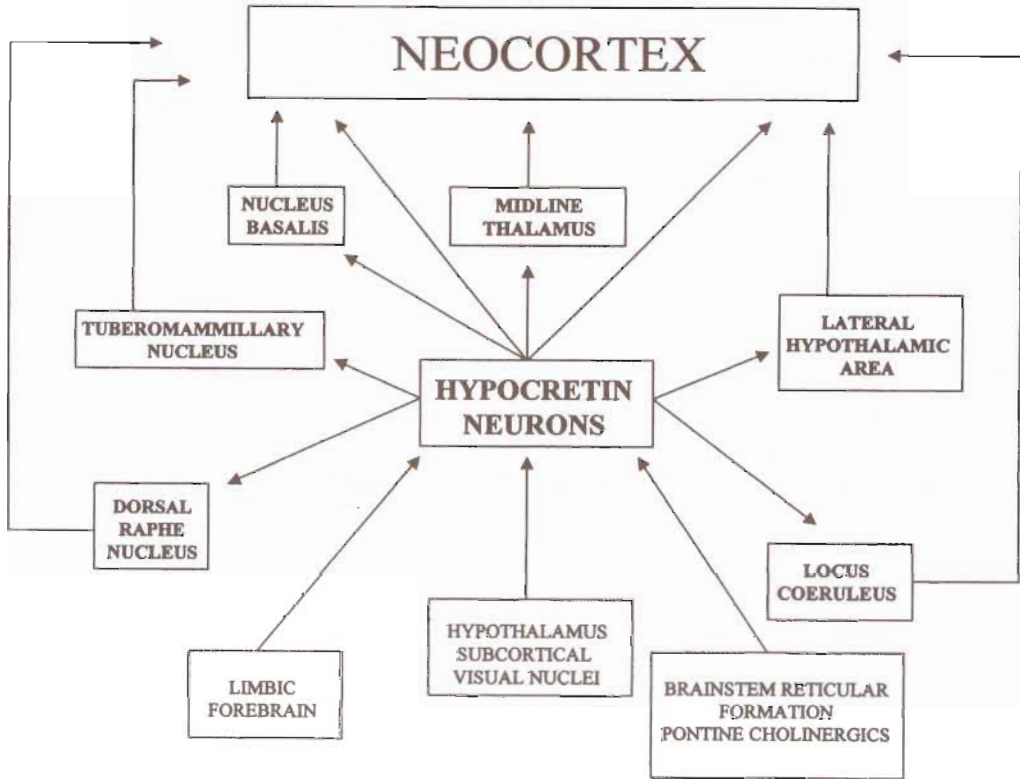 NEOCORTEX
NUCLEUS
BASALIS
MIDLINE
THALAMUS
TUBEROMAMMILLARY
NUCLEUS
LATERAL
HYPOTHALAMIC
AREA
HYPOCRETIN
NEURONS
DORSAL
RAPHE
NUCLEUS
LOCUS
COERULEUS
LIMBIC
FOREBRAIN
HYPOTHALAMUS
SUBCORTICAL
VISUAL NUCLEI
BRAINSTEM RETICULAR
FORMATION
PONTINE CHOLINERGICS